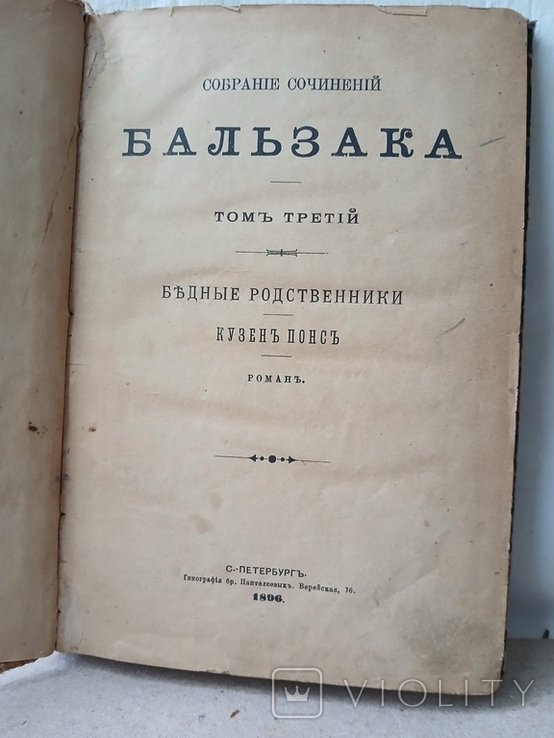 СОБРАНІЕ СОЧИНЕНІЙ
БАЛЬЗАКА
ТОМЪ ТРЕТІЙ
БѢДНЫЕ РОДСТВЕННИКИ
КУЗЕНЪ ПОНСЪ
РОМАНЪ.
С.-ПЕТЕРБУРГЪ.
Типографія бр. Пантелеевыхъ. Верейская, 16.
1896.
VIOLITY